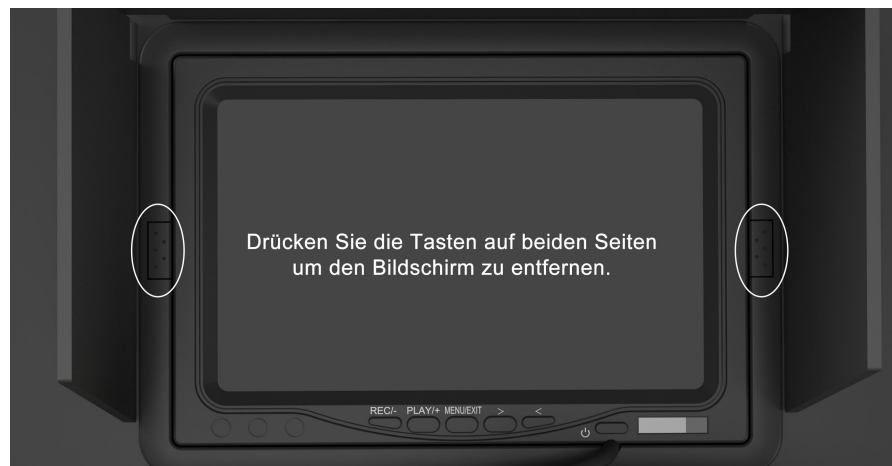 Drücken Sie die Tasten auf beiden Seiten
um den Bildschirm zu entfernen.
REC/- PLAY/+ MENU/EXIT > <